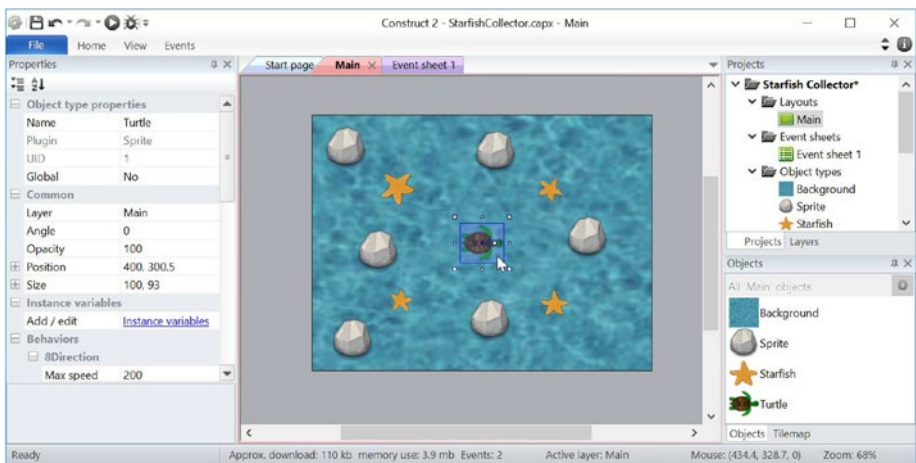 Construct 2 - StarfishCollector.capx - Main
File Home View Events
Properties
Object type properties
Name Turtle
Plugin Sprite
UID 1
Global No
Common
Layer Main
Angle 0
Opacity 100
Position 400, 300.5
Size 100, 93
Instance variables
Add / edit Instance variables
Behaviors
8Direction
Max speed 200
Start page Main Event sheet 1
Projects
Starfish Collector*
Layouts
Main
Event sheets
Event sheet 1
Object types
Background
Sprite
Starfish
Projects Layers
Objects
All 'Main' objects
Background
Sprite
Starfish
Turtle
Objects Tilemap
Ready Approx. download: 110 kb memory use: 3.9 mb Events: 2 Active layer: Main Mouse: (434.4, 328.7, 0) Zoom: 68%